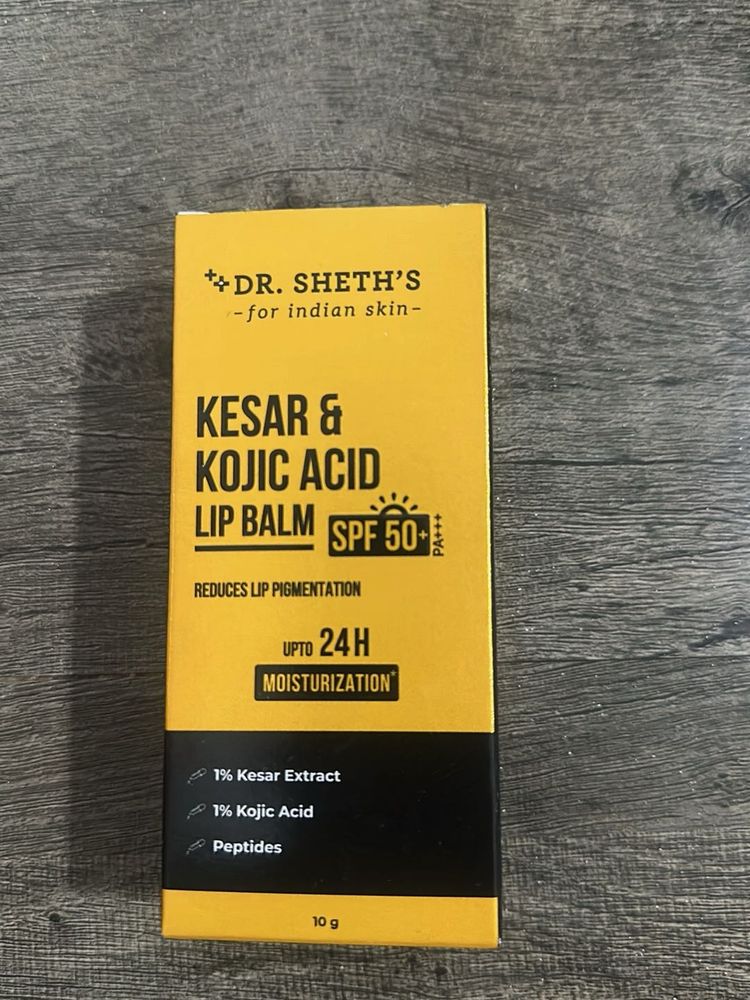 DR. SHETH'S
-for indian skin-
KESAR &
KOJIC ACID
LIP BALM
SPF 50+
PA+++
REDUCES LIP PIGMENTATION
UPTO 24H
MOISTURIZATION*
1% Kesar Extract
1% Kojic Acid
Peptides
10 g